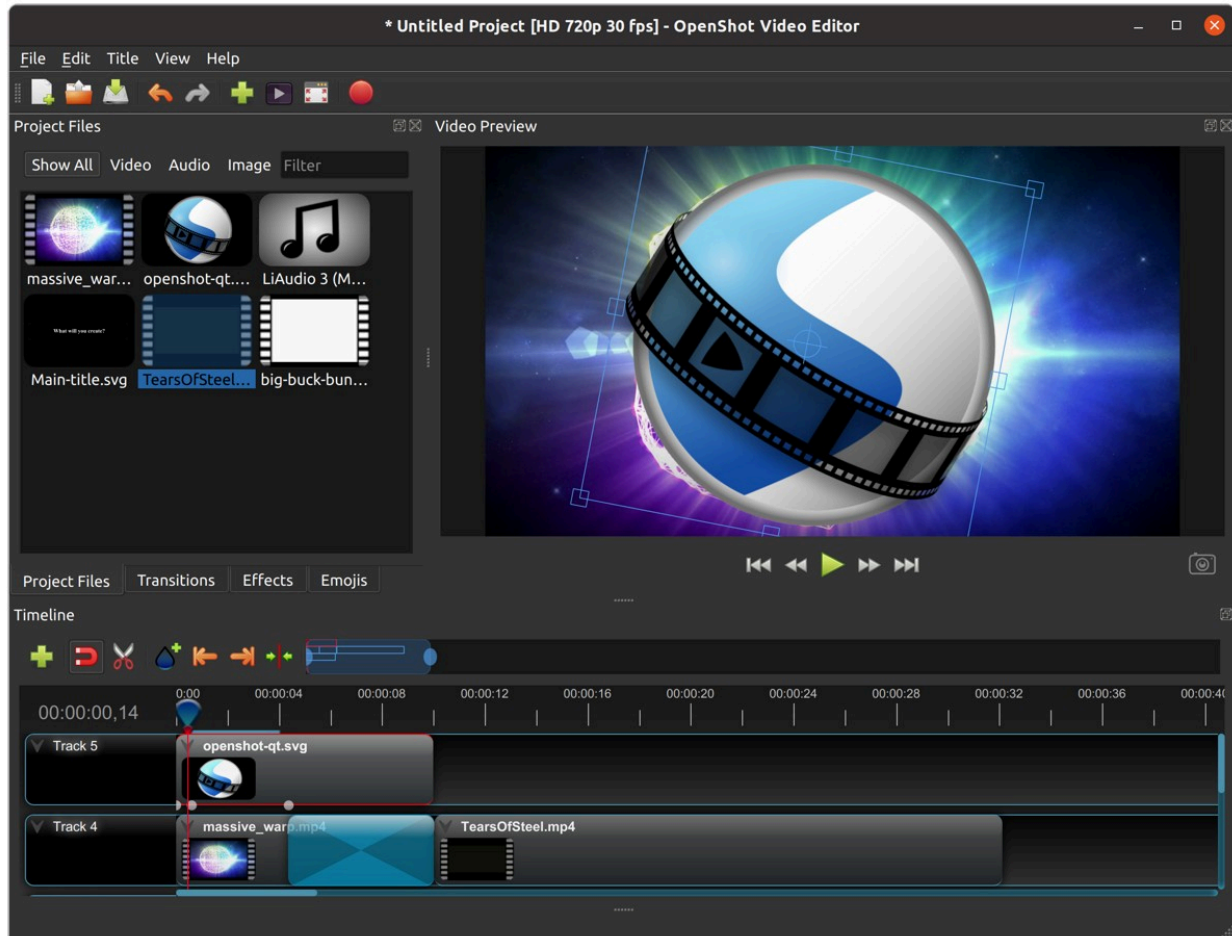 * Untitled Project [HD 720p 30 fps] - OpenShot Video Editor
File Edit Title View Help
Project Files
Video Preview
Show All Video Audio Image Filter
massive_war... openshot-qt.... LiAudio 3 (M...
What will you create?
Main-title.svg TearsOfSteel... big-buck-bun...
Project Files Transitions Effects Emojis
Timeline
0:00 00:00:04 00:00:08 00:00:12 00:00:16 00:00:20 00:00:24 00:00:28 00:00:32 00:00:36 00:00:40
00:00:00,14
Track 5 openshot-qt.svg
Track 4 massive_warp.mp4 TearsOfSteel.mp4